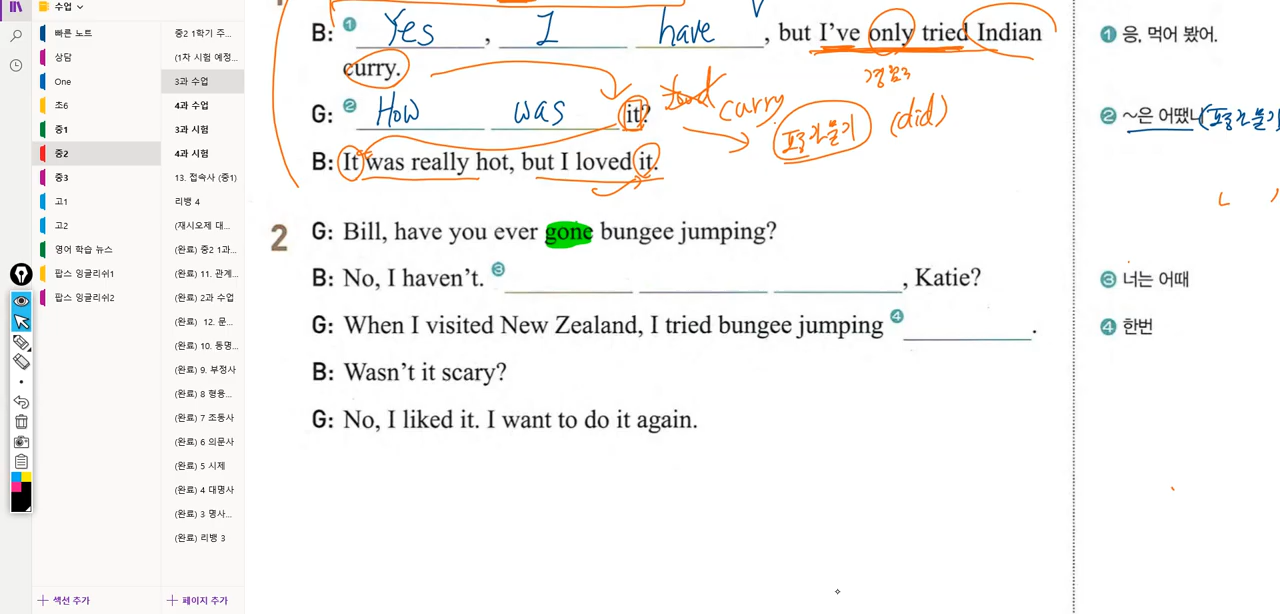 수업
빠른 노트
상담
One
초6
중1
중2
중3
고1
고2
영어 학습 뉴스
팝스 잉글리쉬1
팝스 잉글리쉬2
색션 추가
중2 1학기 주...
(1차 시험 예정...
3과 수업
4과 수업
3과 시험
4과 시험
13. 접속사 (중1)
리뱅 4
(재시오제 대...
(완료) 중2 1과...
(완료) 11. 관계...
(완료) 2과 수업
(완료) 12. 문...
(완료) 10. 동명...
(완료) 9. 부정사
(완료) 8 형용...
(완료) 7 조동사
(완료) 6 의문사
(완료) 5 시제
(완료) 4 대명사
(완료) 3 명사...
(완료) 리뱅 3
페이지 추가
B: ① Yes , I have , but I've only tried Indian
curry. 경험
G: ② How was it? curry 평가묻기 (did)
B: It was really hot, but I loved it.
2 G: Bill, have you ever gone bungee jumping?
B: No, I haven't. ③ , Katie?
G: When I visited New Zealand, I tried bungee jumping ④ .
B: Wasn't it scary?
G: No, I liked it. I want to do it again.
① 응, 먹어 봤어.
② ~은 어땠니 (평가묻기
③ 너는 어때
④ 한번